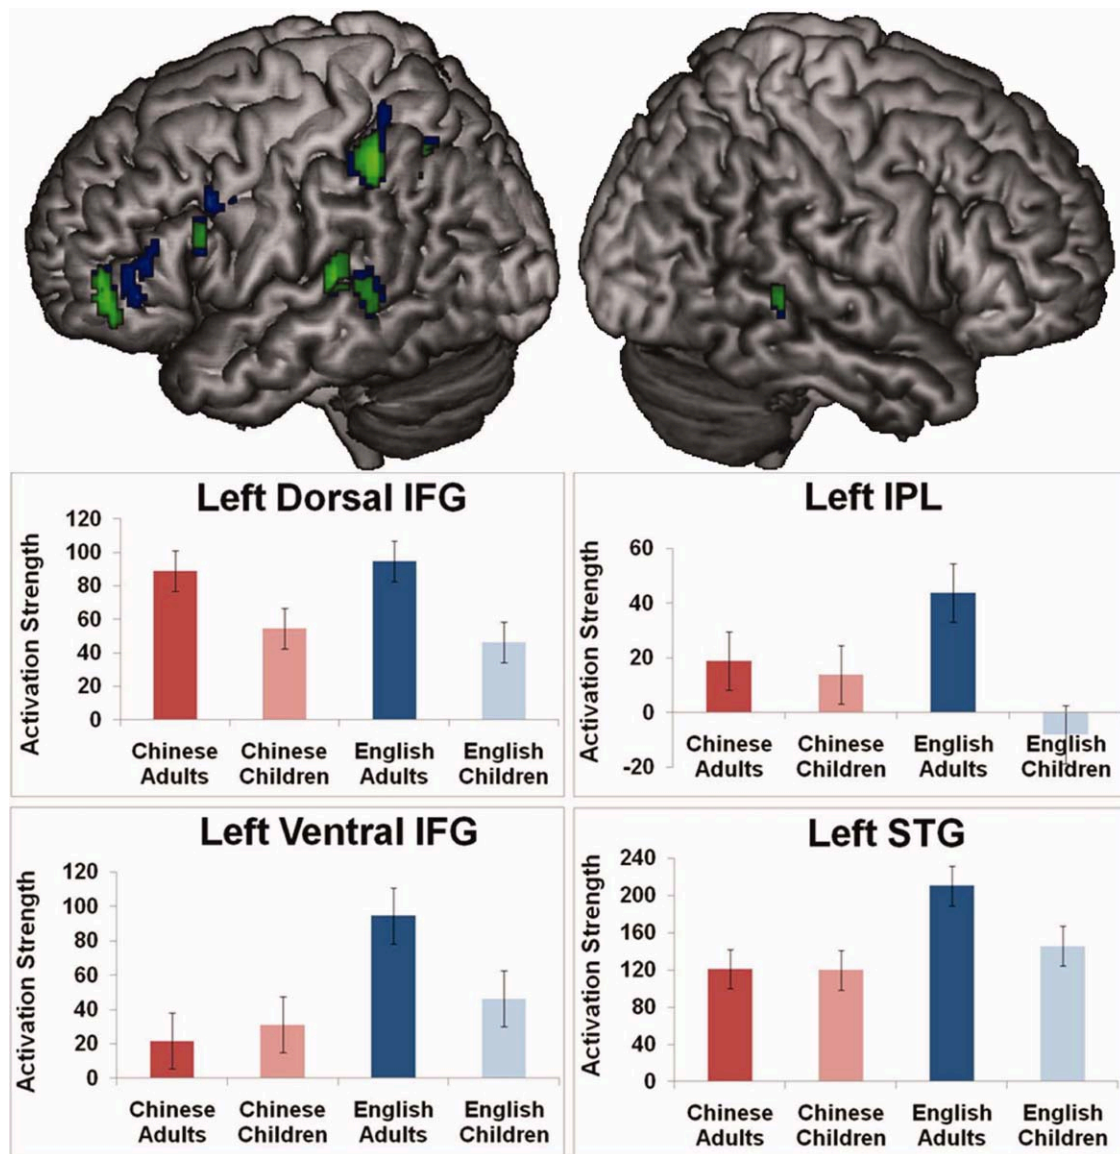 Left Dorsal IFG
Activation Strength
120
100
80
60
40
20
0
Chinese Adults
Chinese Children
English Adults
English Children
Left IPL
Activation Strength
60
40
20
0
-20
Chinese Adults
Chinese Children
English Adults
English Children
Left Ventral IFG
Activation Strength
120
100
80
60
40
20
0
Chinese Adults
Chinese Children
English Adults
English Children
Left STG
Activation Strength
240
200
160
120
80
40
0
Chinese Adults
Chinese Children
English Adults
English Children